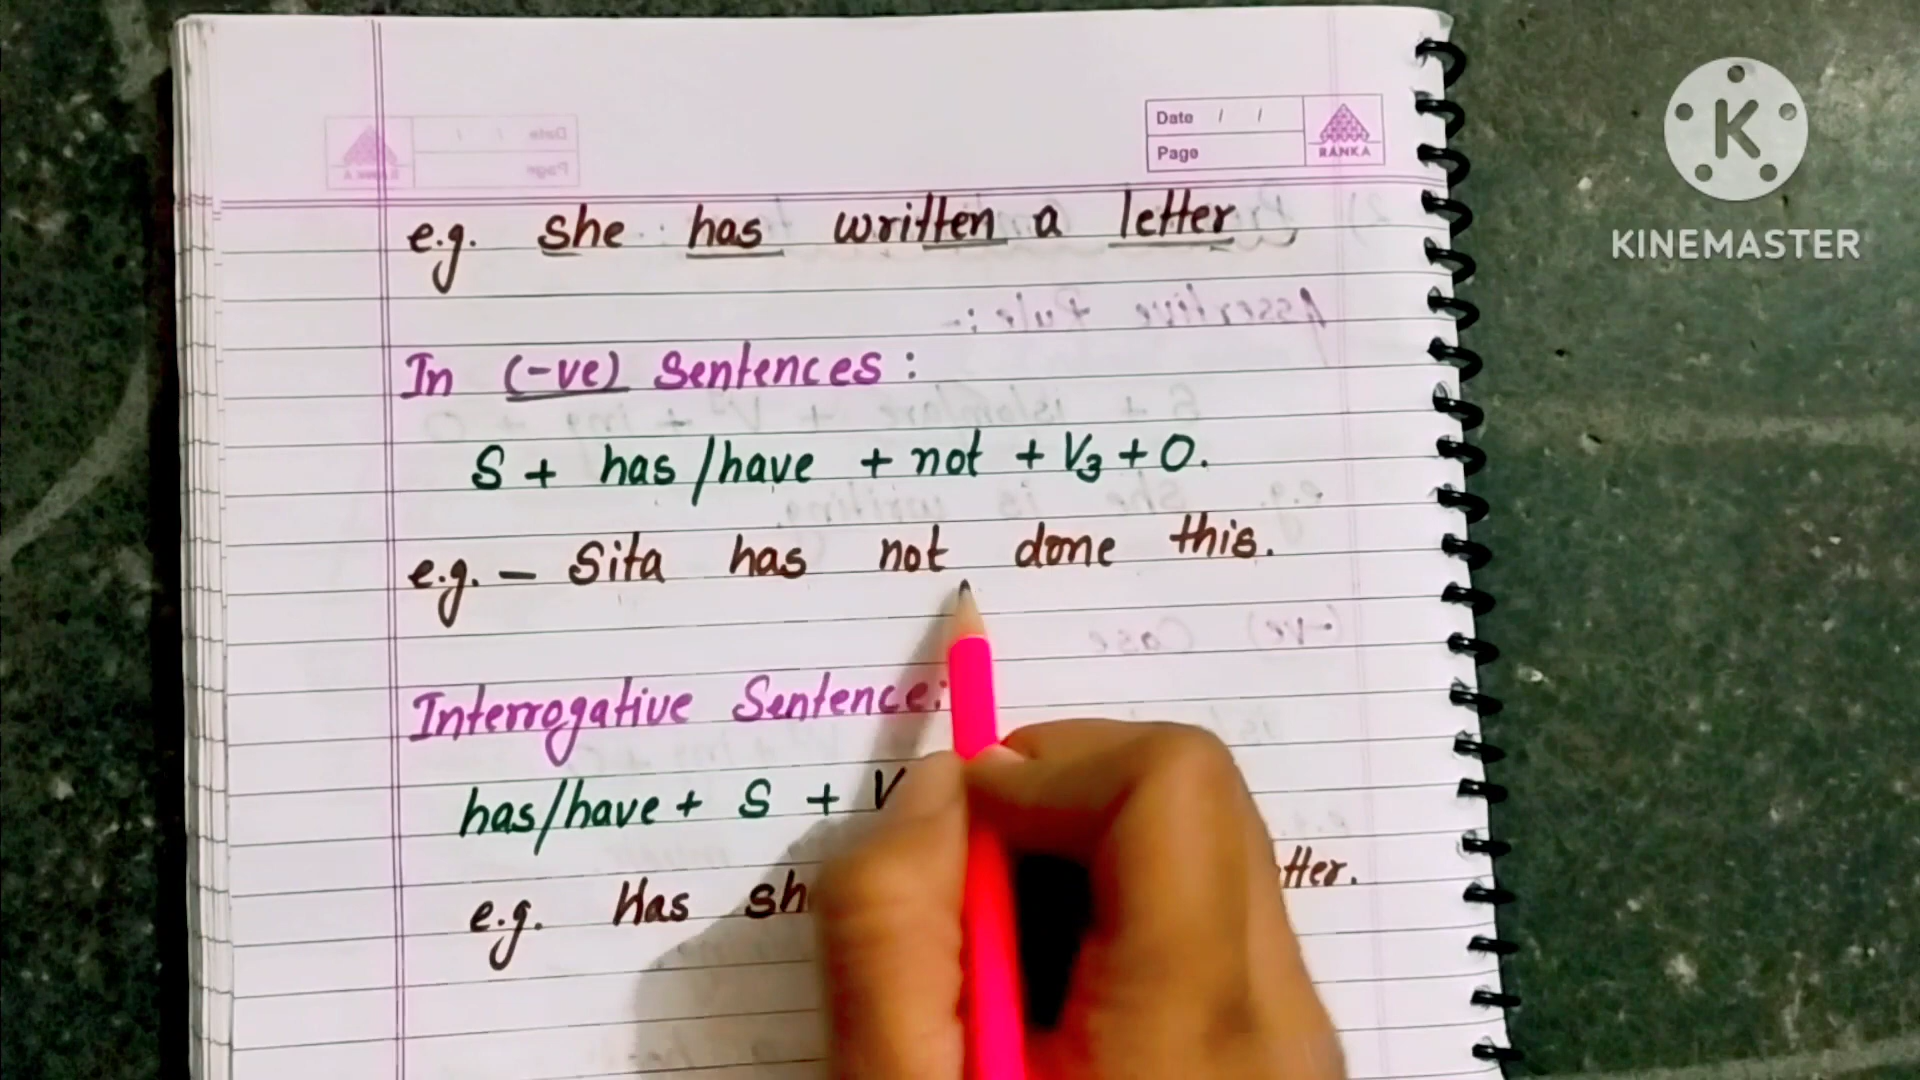 Date / /
Page
RANKA
KINEMASTER
e.g. She has written a letter
In (-ve) Sentences :
S + has/have + not + V3 + O.
e.g. – Sita has not done this.
Interrogative Sentence:
has/have + S + V
e.g. Has sh tter.